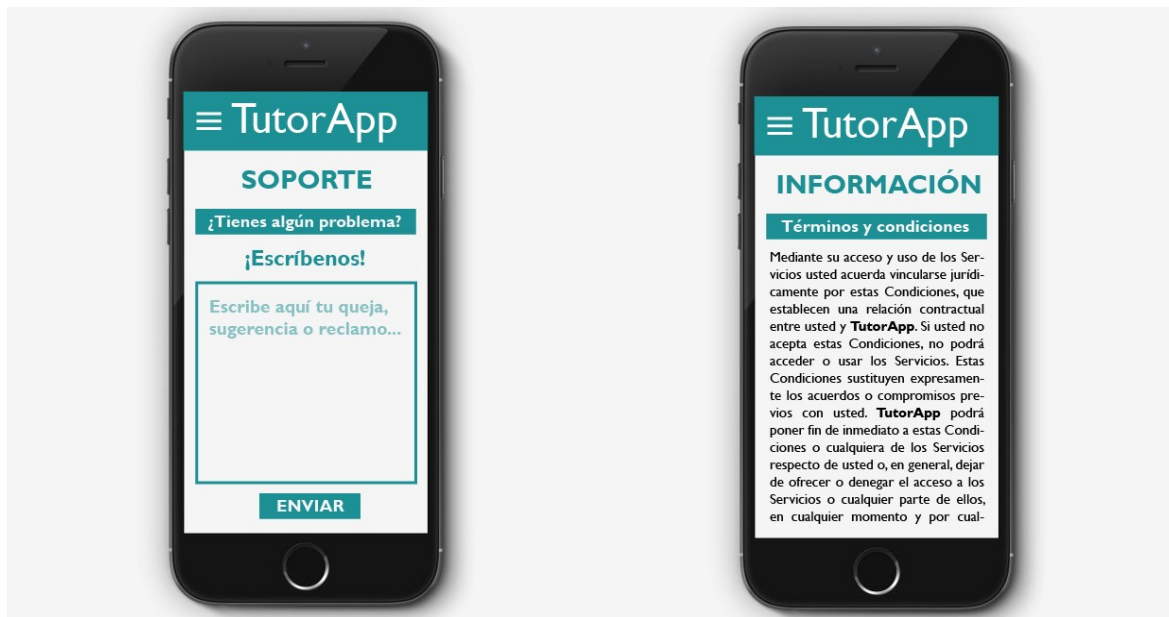 TutorApp
SOPORTE
¿Tienes algún problema?
¡Escríbenos!
Escribe aquí tu queja,
sugerencia o reclamo...
ENVIAR
TutorApp
INFORMACIÓN
Términos y condiciones
Mediante su acceso y uso de los Ser-
vicios usted acuerda vincularse jurídi-
camente por estas Condiciones, que
establecen una relación contractual
entre usted y TutorApp. Si usted no
acepta estas Condiciones, no podrá
acceder o usar los Servicios. Estas
Condiciones sustituyen expresamen-
te los acuerdos o compromisos pre-
vios con usted. TutorApp podrá
poner fin de inmediato a estas Condi-
ciones o cualquiera de los Servicios
respecto de usted o, en general, dejar
de ofrecer o denegar el acceso a los
Servicios o cualquier parte de ellos,
en cualquier momento y por cual-